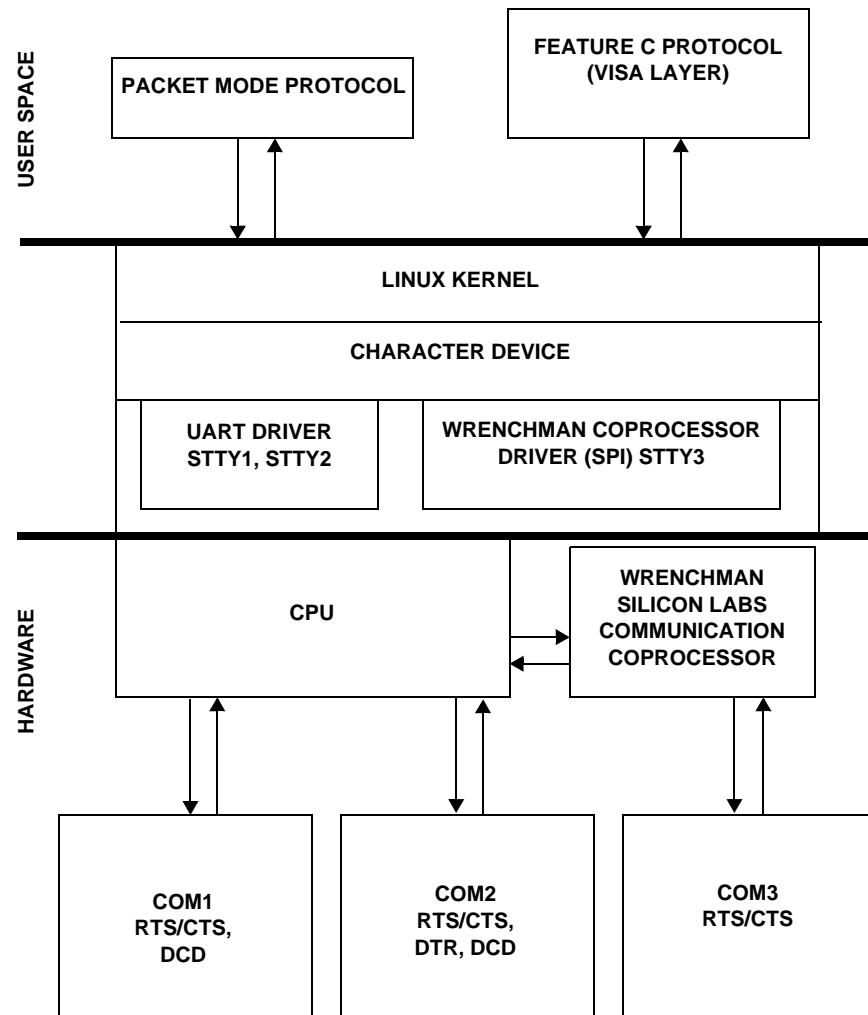 USER SPACE
PACKET MODE PROTOCOL
FEATURE C PROTOCOL
(VISA LAYER)
LINUX KERNEL
CHARACTER DEVICE
UART DRIVER
STTY1, STTY2
WRENCHMAN COPROCESSOR
DRIVER (SPI) STTY3
HARDWARE
CPU
WRENCHMAN
SILICON LABS
COMMUNICATION
COPROCESSOR
COM1
RTS/CTS,
DCD
COM2
RTS/CTS,
DTR, DCD
COM3
RTS/CTS